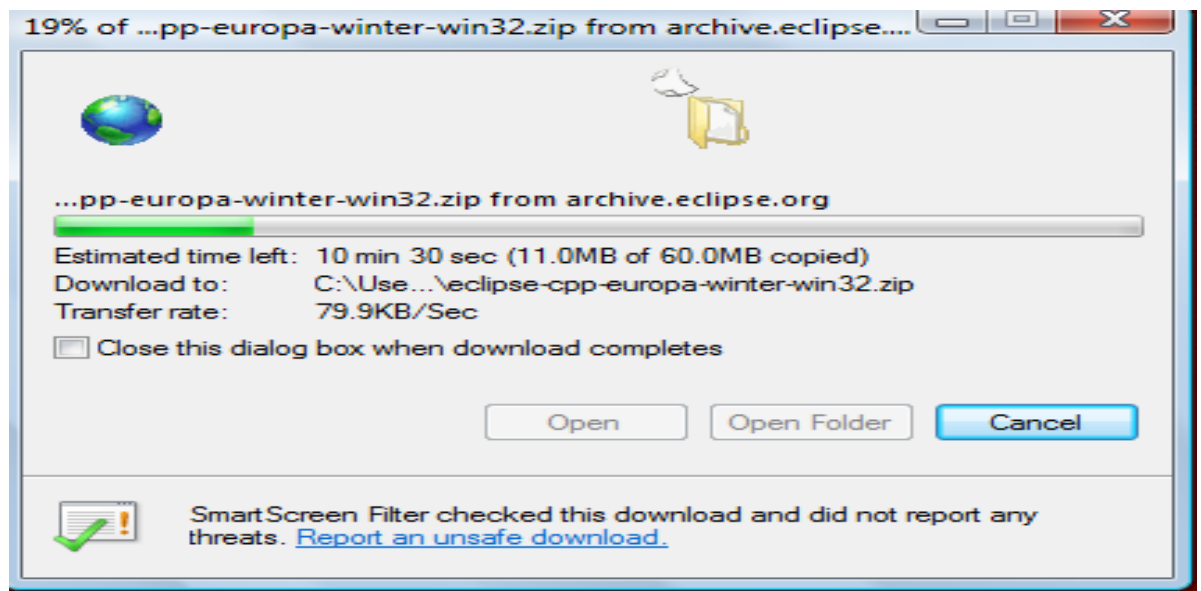 19% of ...pp-europa-winter-win32.zip from archive.eclipse....
...pp-europa-winter-win32.zip from archive.eclipse.org
Estimated time left: 10 min 30 sec (11.0MB of 60.0MB copied)
Download to: C:\Use...\eclipse-cpp-europa-winter-win32.zip
Transfer rate: 79.9KB/Sec
Close this dialog box when download completes
Open Open Folder Cancel
SmartScreen Filter checked this download and did not report any
threats. Report an unsafe download.